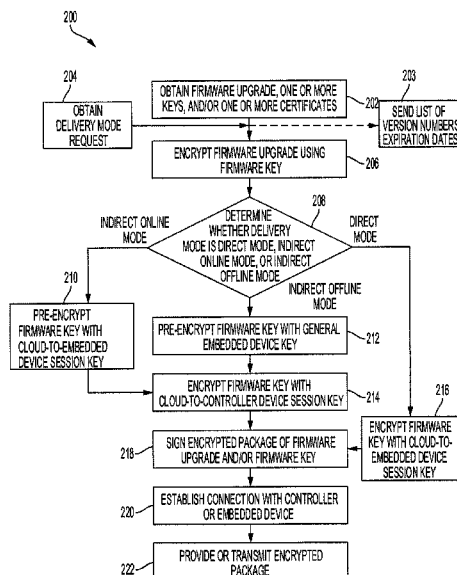 200
204
OBTAIN
DELIVERY MODE
REQUEST
OBTAIN FIRMWARE UPGRADE, ONE OR MORE
KEYS, AND/OR ONE OR MORE CERTIFICATES
202
203
SEND LIST OF
VERSION NUMBERS
EXPIRATION DATES
ENCRYPT FIRMWARE UPGRADE USING
FIRMWARE KEY
206
208
DETERMINE
WHETHER DELIVERY
MODE IS DIRECT MODE, INDIRECT
ONLINE MODE, OR INDIRECT
OFFLINE MODE
INDIRECT ONLINE
MODE
DIRECT
MODE
INDIRECT OFFLINE
MODE
210
PRE-ENCRYPT
FIRMWARE KEY WITH
CLOUD-TO-EMBEDDED
DEVICE SESSION KEY
PRE-ENCRYPT FIRMWARE KEY WITH GENERAL
EMBEDDED DEVICE KEY
212
ENCRYPT FIRMWARE KEY WITH
CLOUD-TO-CONTROLLER DEVICE SESSION KEY
214
216
ENCRYPT FIRMWARE
KEY WITH CLOUD-TO-
EMBEDDED DEVICE
SESSION KEY
218
SIGN ENCRYPTED PACKAGE OF FIRMWARE
UPGRADE AND/OR FIRMWARE KEY
220
ESTABLISH CONNECTION WITH CONTROLLER
OR EMBEDDED DEVICE
222
PROVIDE OR TRANSMIT ENCRYPTED
PACKAGE